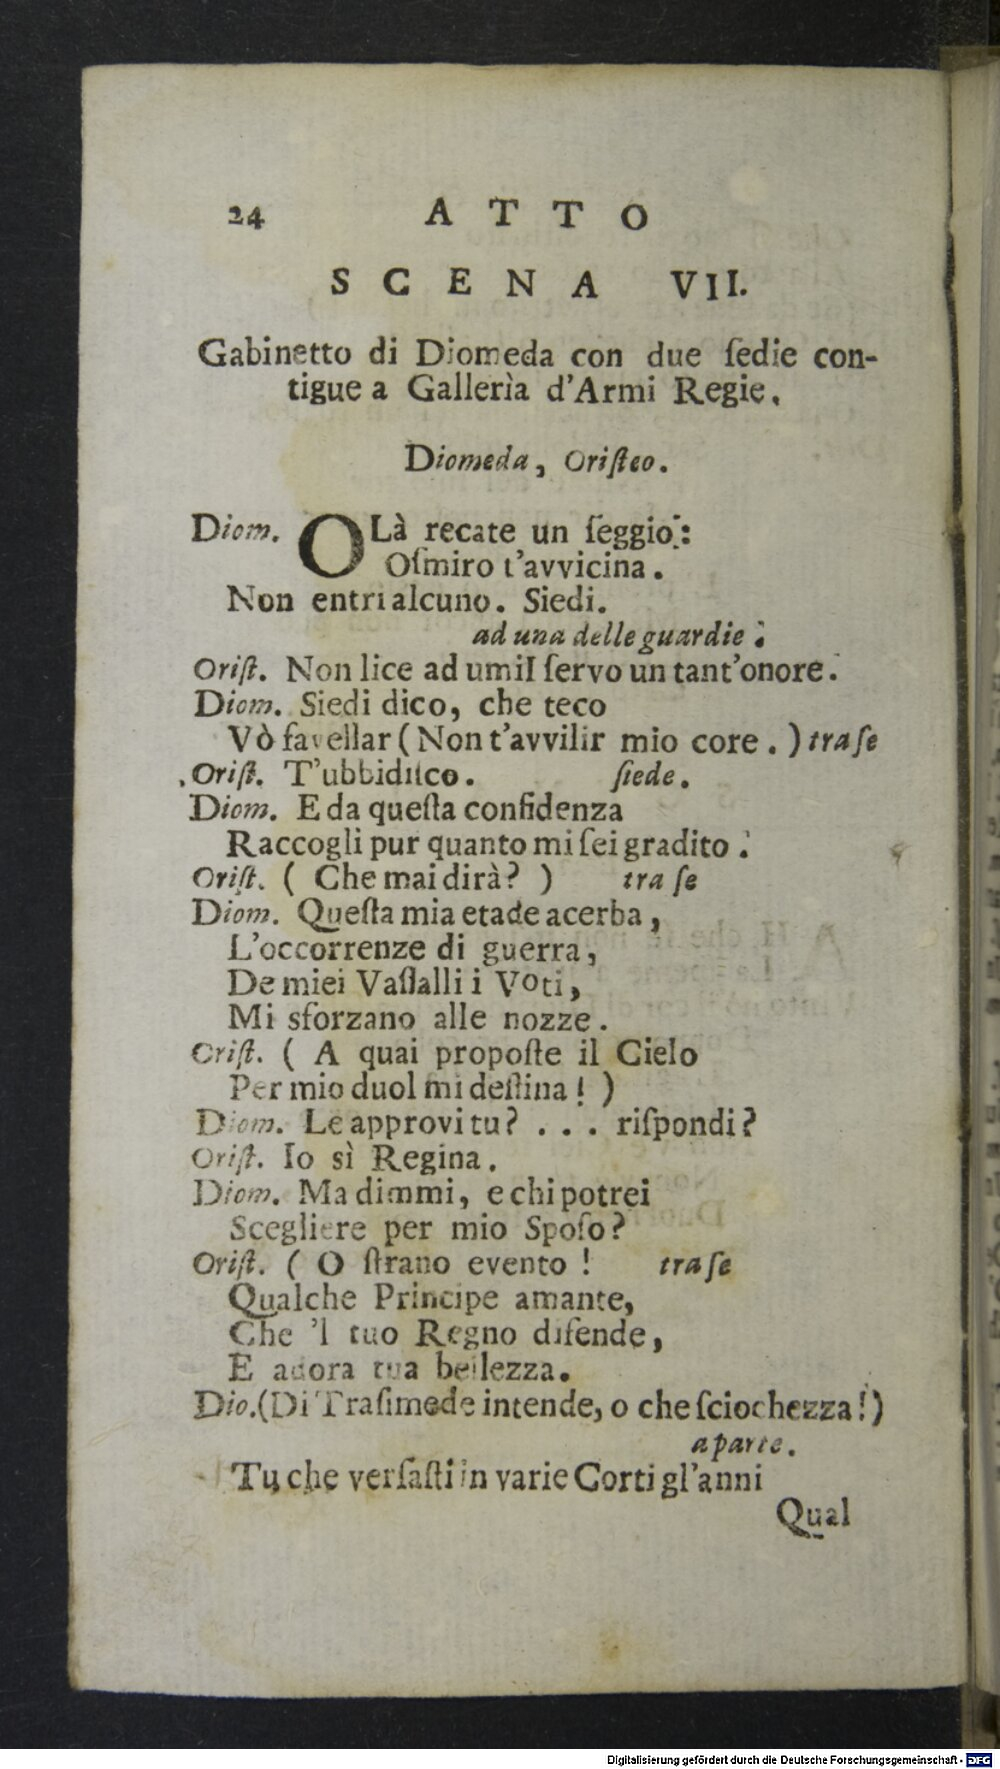 24 ATTO
SCENA VII.
Gabinetto di Diomeda con due ſedie con-
tigue a Gallerìa d'Armi Regie.
Diomeda, Oriſteo.
Diom. OLà recate un ſeggio:
Oſmiro t'avvicina.
Non entri alcuno. Siedi.
ad una delle guardie.
Oriſt. Non lice ad umil ſervo un tant'onore.
Diom. Siedi dico, che teco
Vò favellar (Non t'avvilir mio core.) tra ſe
Oriſt. T'ubbidiſco. ſiede.
Diom. E da queſta confidenza
Raccogli pur quanto mi ſei gradito.
Oriſt. ( Che mai dirà? ) tra ſe
Diom. Queſta mia etade acerba,
L'occorrenze di guerra,
De miei Vaſſalli i Voti,
Mi sforzano alle nozze.
Oriſt. ( A quai propoſte il Cielo
Per mio duol mi deſtina! )
Diom. Le approvi tu? . . . riſpondi?
Oriſt. Io sì Regina.
Diom. Ma dimmi, e chi potrei
Scegliere per mio Spoſo?
Oriſt. ( O ſtrano evento! tra ſe
Qualche Principe amante,
Che 'l tuo Regno difende,
E adora tua bellezza.
Dio.(Di Traſimede intende, o che ſciochezza!)
a parte.
Tu che verſaſti in varie Corti gl'anni
Qual
Digitalisierung gefördert durch die Deutsche Forschungsgemeinschaft - DFG